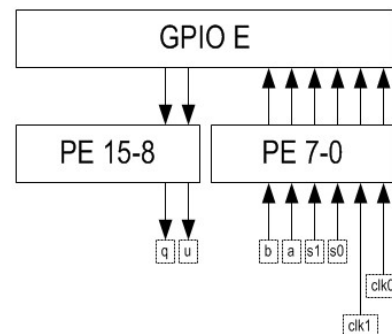 GPIO E
PE 15-8 PE 7-0
q u b a s1 s0
clk0
clk1